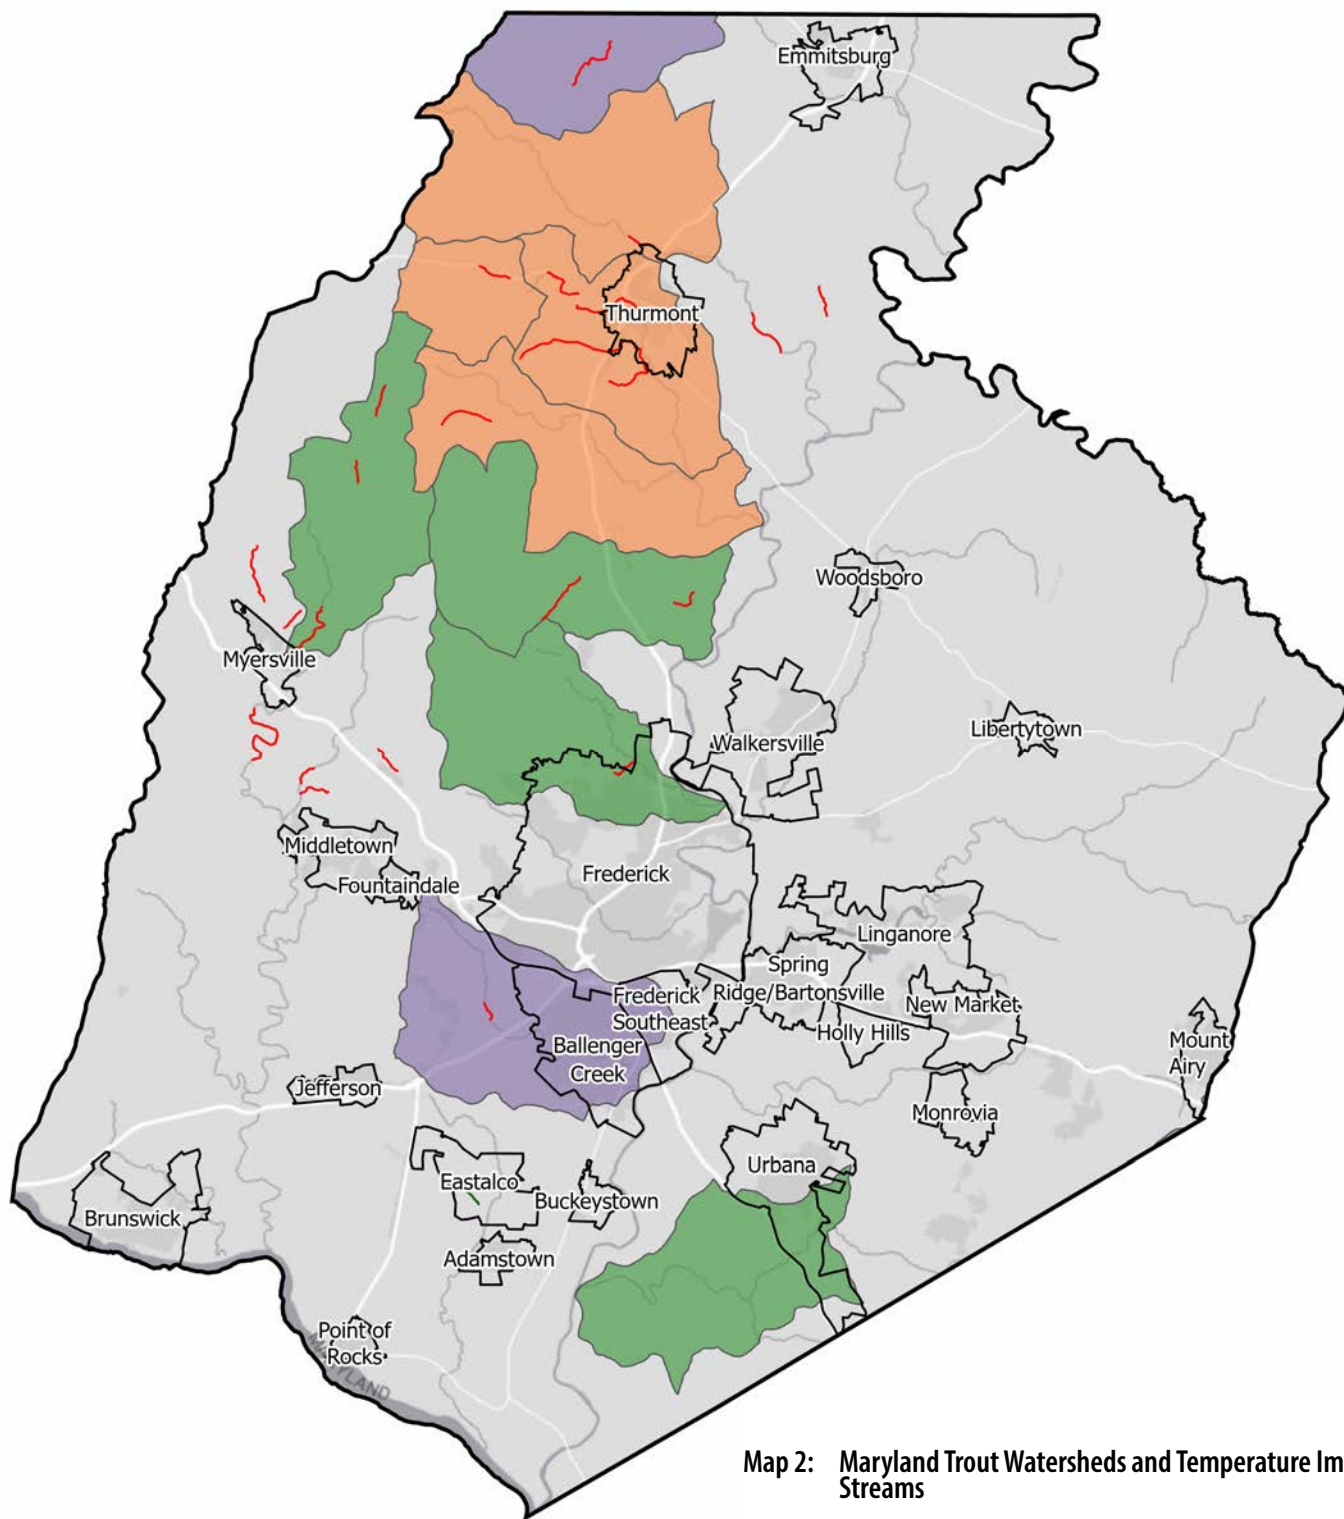 Emmitsburg
Thurmont
Woodsboro
Myersville
Libertytown
Walkersville
Middletown
Frederick
Fountaindale
Linganore
Spring
Ridge/Bartonsville
Frederick
Southeast
New Market
Holly Hills
Ballenger
Creek
Mount
Airy
Jefferson
Monrovia
Urbana
Eastalco
Buckeystown
Brunswick
Adamstown
Point of
Rocks
MARYLAND
Map 2: Maryland Trout Watersheds and Temperature Im
Streams